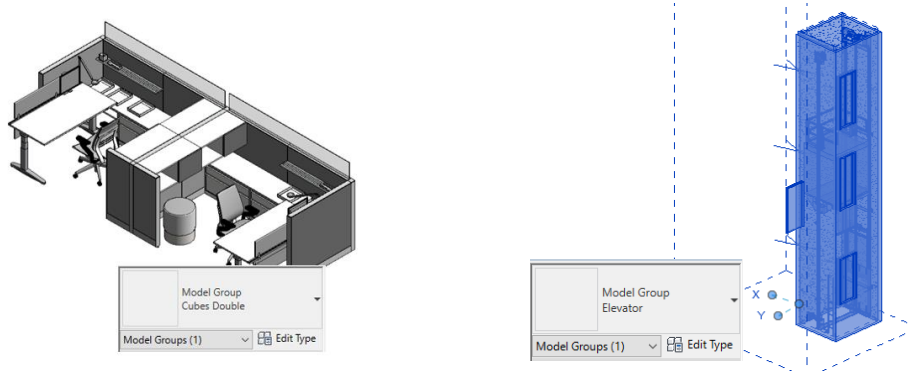 Model Group
Cubes Double
Model Groups (1)
Edit Type
Model Group
Elevator
Model Groups (1)
Edit Type
X
Y